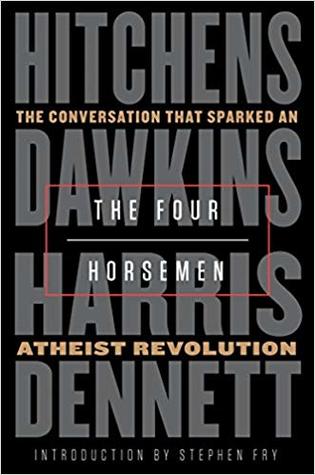 HITCHENS
THE CONVERSATION THAT SPARKED AN
DAWKINS
THE FOUR
HORSEMEN
HARRIS
ATHEIST REVOLUTION
DENNETT
INTRODUCTION BY STEPHEN FRY